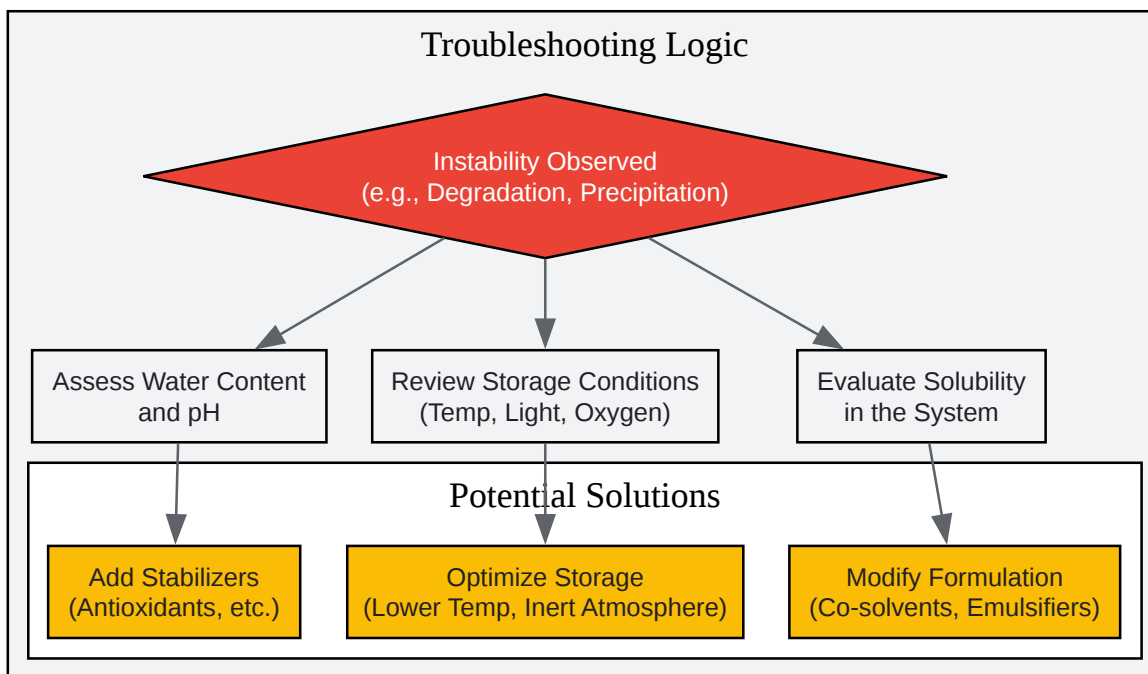 Troubleshooting Logic
Instability Observed
(e.g., Degradation, Precipitation)
Assess Water Content
and pH
Review Storage Conditions
(Temp, Light, Oxygen)
Evaluate Solubility
in the System
Potential Solutions
Add Stabilizers
(Antioxidants, etc.)
Optimize Storage
(Lower Temp, Inert Atmosphere)
Modify Formulation
(Co-solvents, Emulsifiers)